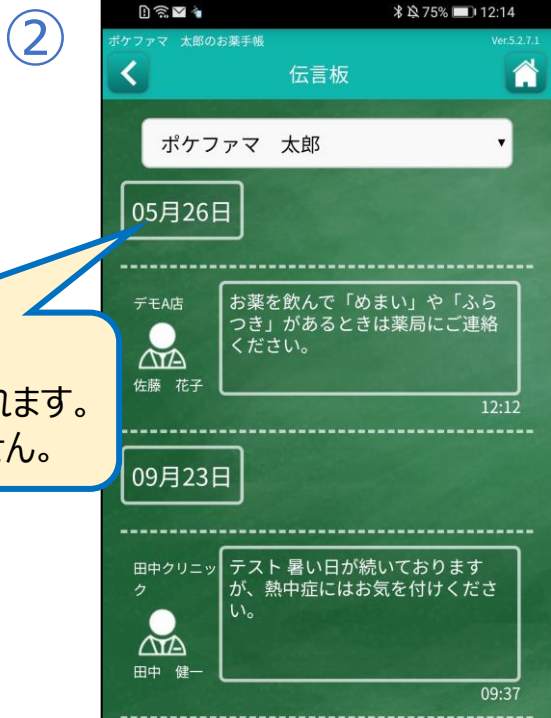 ②
75% 12:14
ポケファマ 太郎のお薬手帳 Ver.5.2.7.1
伝言板
ポケファマ 太郎
05月26日
デモA店
お薬を飲んで「めまい」や「ふら
つき」があるときは薬局にご連絡
ください。
佐藤 花子
12:12
れます。
せん。
09月23日
田中クリニッ
ク
テスト 暑い日が続いております
が、熱中症にはお気を付けくださ
い。
田中 健一
09:37